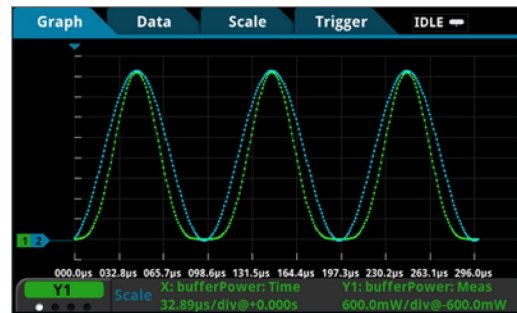 Graph Data Scale Trigger IDLE
1 2
000.0µs 032.8µs 065.7µs 098.6µs 131.5µs 164.4µs 197.3µs 230.2µs 263.1µs 296.0µs
Y1 Scale X: bufferPower: Time Y1: bufferPower: Meas
32.89µs/div@+0.000s 600.0mW/div@-600.0mW